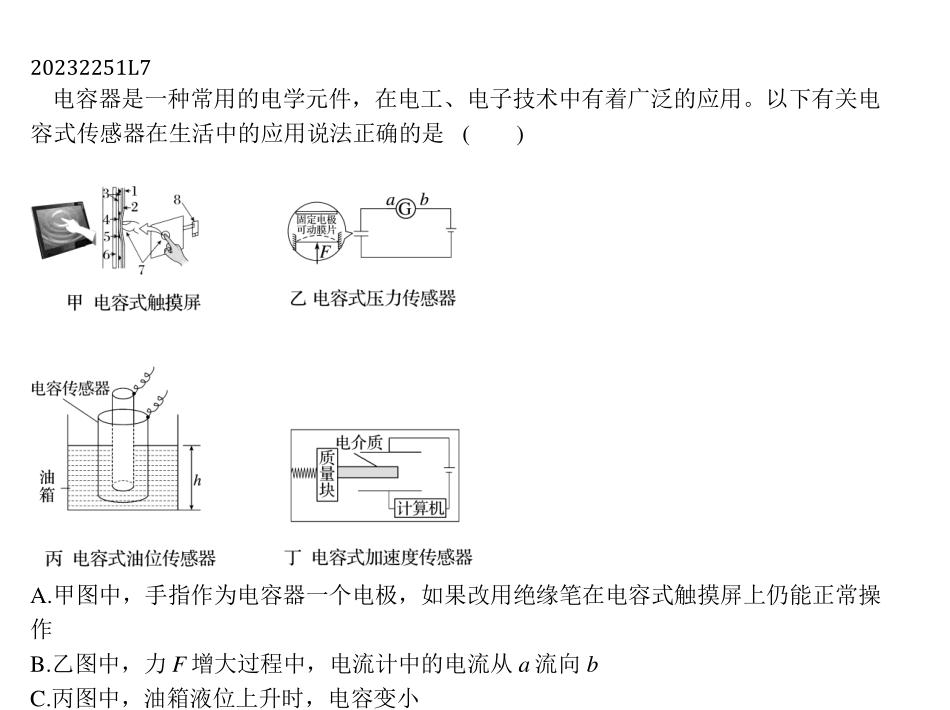 20232251L7
电容器是一种常用的电学元件，在电工、电子技术中有着广泛的应用。以下有关电
容式传感器在生活中的应用说法正确的是 (　　)
3 1
2
4
5
6
7
8
甲 电容式触摸屏
a G b
固定电极
可动膜片
F
乙 电容式压力传感器
电容传感器
油
箱
h
丙 电容式油位传感器
电介质
质
量
块
计算机
丁 电容式加速度传感器
A.甲图中，手指作为电容器一个电极，如果改用绝缘笔在电容式触摸屏上仍能正常操
作
B.乙图中，力 F 增大过程中，电流计中的电流从 a 流向 b
C.丙图中，油箱液位上升时，电容变小